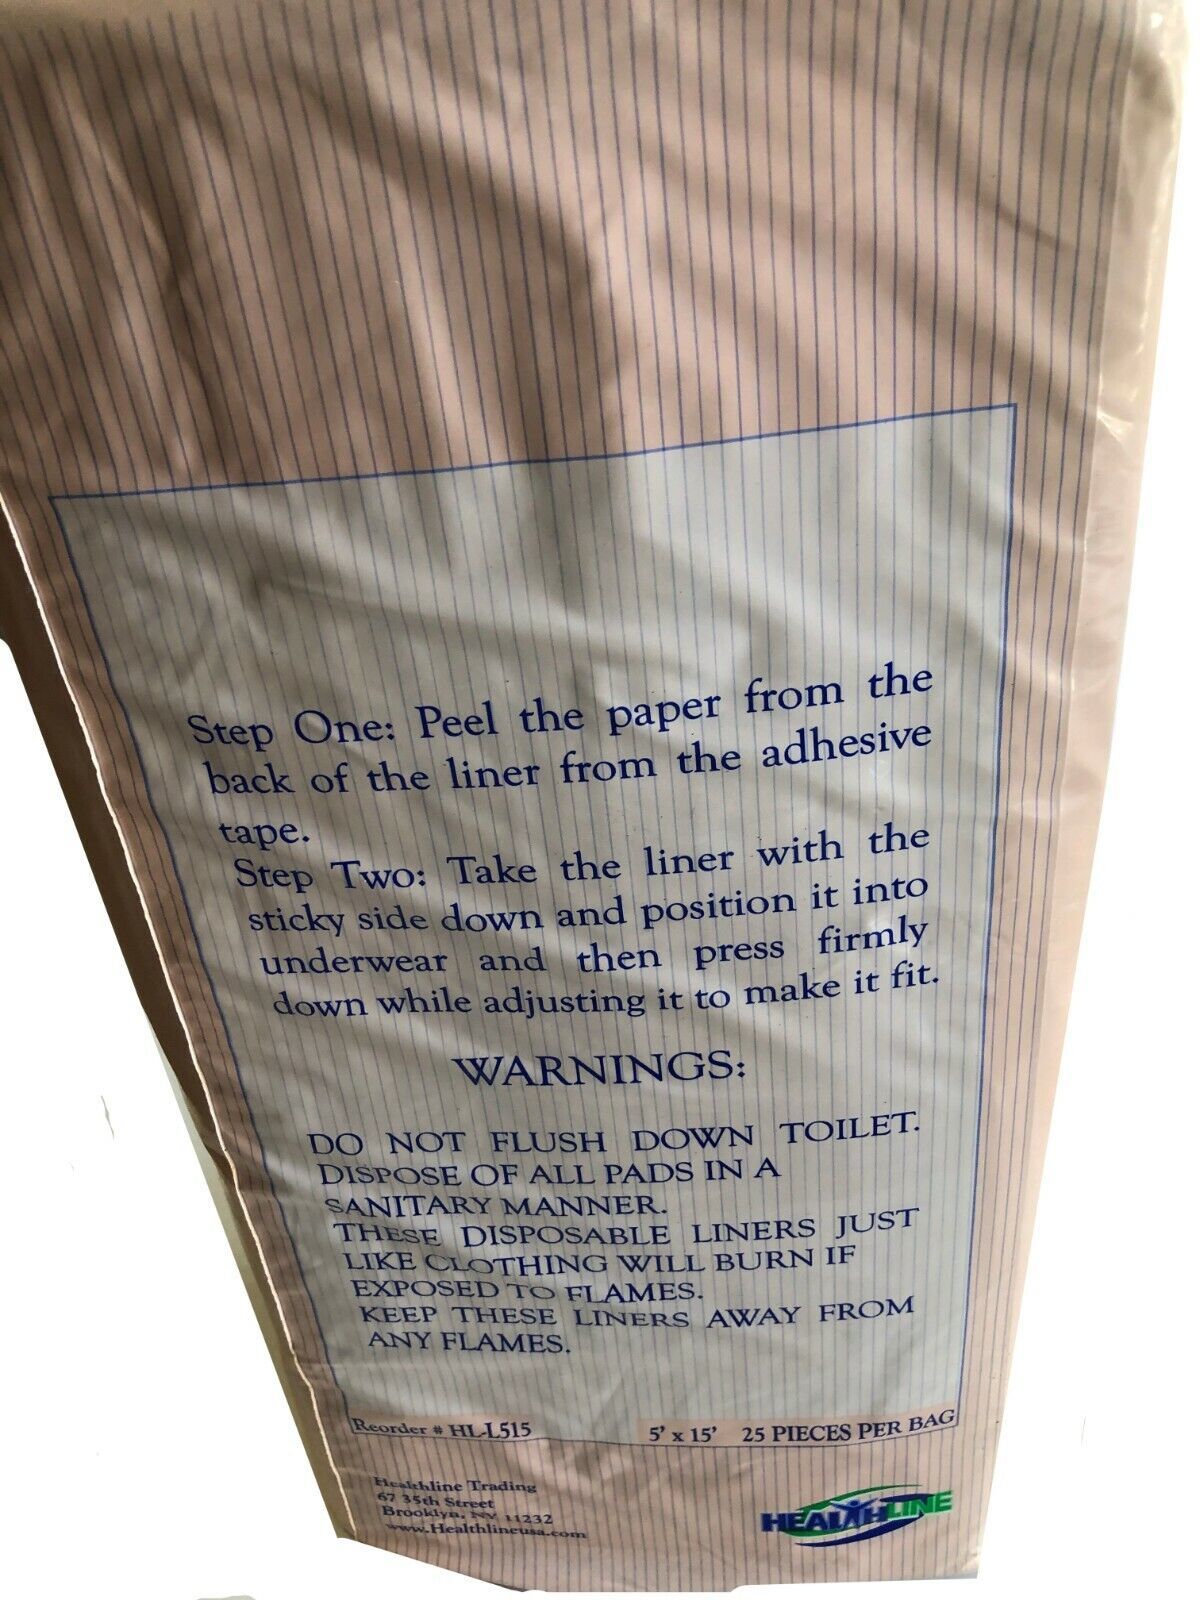 Step One: Peel the paper from the
back of the liner from the adhesive
tape.
Step Two: Take the liner with the
sticky side down and position it into
underwear and then press firmly
down while adjusting it to make it fit.
WARNINGS:
DO NOT FLUSH DOWN TOILET.
DISPOSE OF ALL PADS IN A
SANITARY MANNER.
THESE DISPOSABLE LINERS JUST
LIKE CLOTHING WILL BURN IF
EXPOSED TO FLAMES.
KEEP THESE LINERS AWAY FROM
ANY FLAMES.
Reorder # HL-L515 5' x 15' 25 PIECES PER BAG
Healthline Trading
67 35th Street
Brooklyn, NY 11232
www.Healthlineusa.com
HEALTHLINE